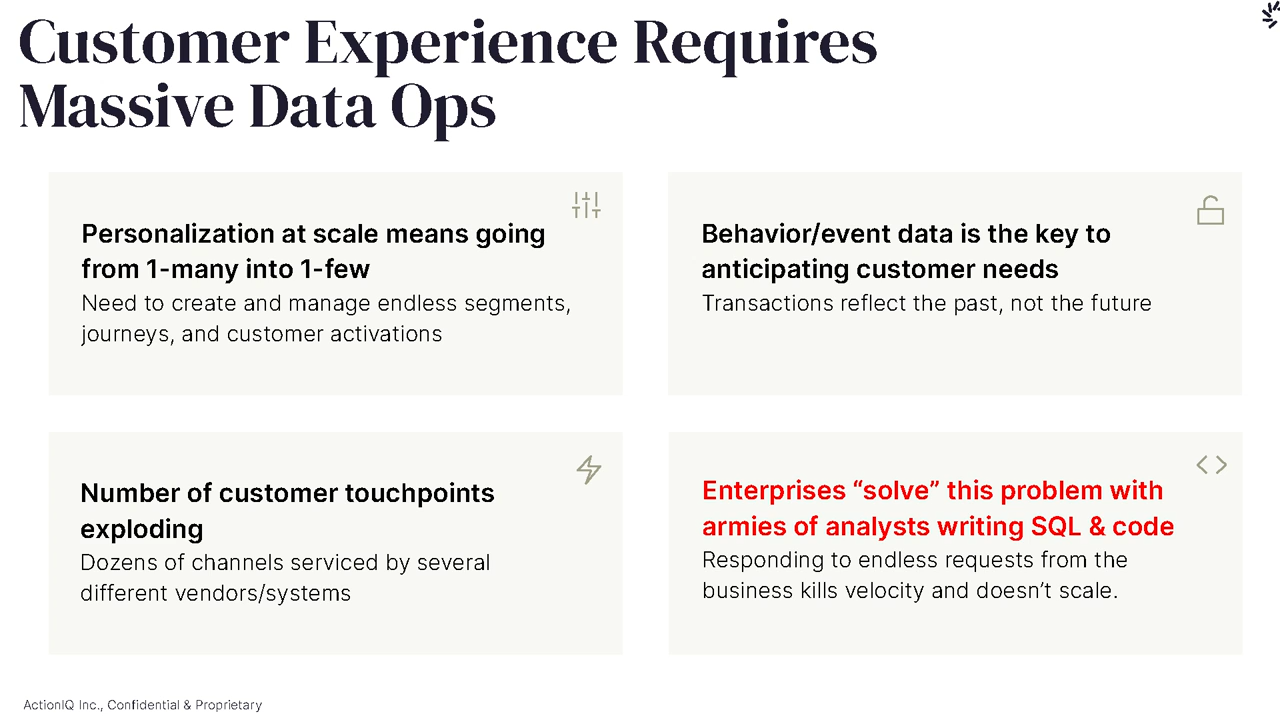 Customer Experience Requires
Massive Data Ops
Personalization at scale means going
from 1-many into 1-few
Need to create and manage endless segments,
journeys, and customer activations
Behavior/event data is the key to
anticipating customer needs
Transactions reflect the past, not the future
Number of customer touchpoints
exploding
Dozens of channels serviced by several
different vendors/systems
Enterprises “solve” this problem with
armies of analysts writing SQL & code
Responding to endless requests from the
business kills velocity and doesn’t scale.
ActionIQ Inc., Confidential & Proprietary